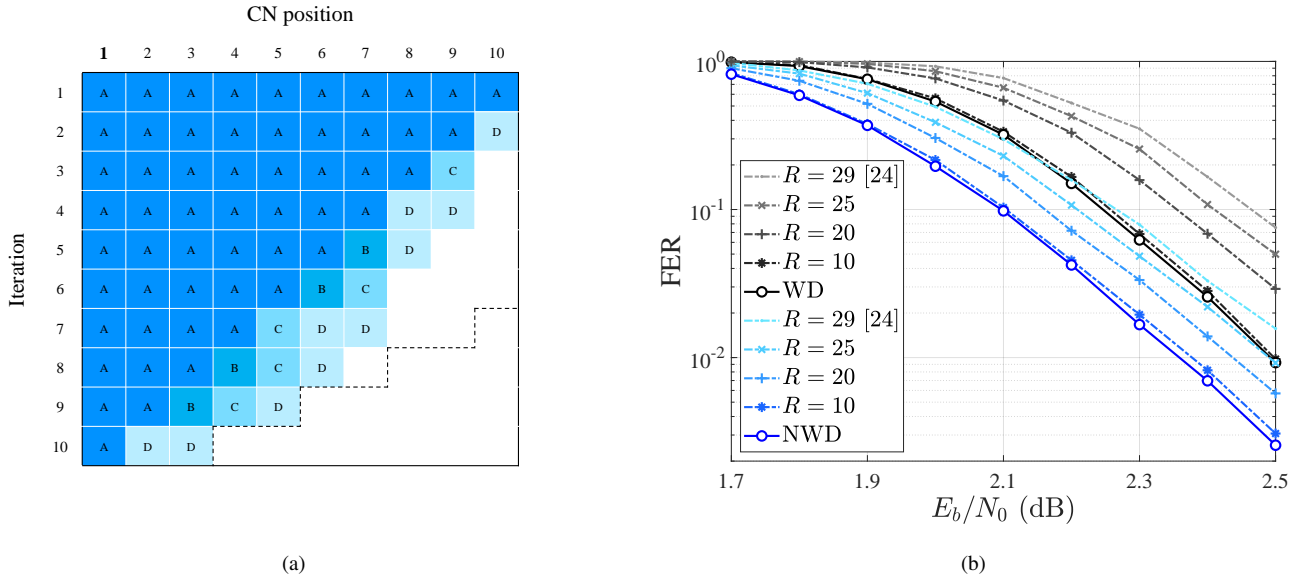 CN position
1 2 3 4 5 6 7 8 9 10
Iteration
1 A A A A A A A A A A
2 A A A A A A A A A D
3 A A A A A A A A C
4 A A A A A A A D D
5 A A A A A A B D
6 A A A A A B C
7 A A A A C D D
8 A A A B C D
9 A A B C D
10 A D D
(a)
FER
10^0
10^-1
10^-2
R = 29 [24]
R = 25
R = 20
R = 10
WD
R = 29 [24]
R = 25
R = 20
R = 10
NWD
1.7 1.9 2.1 2.3 2.5
E_b/N_0 (dB)
(b)